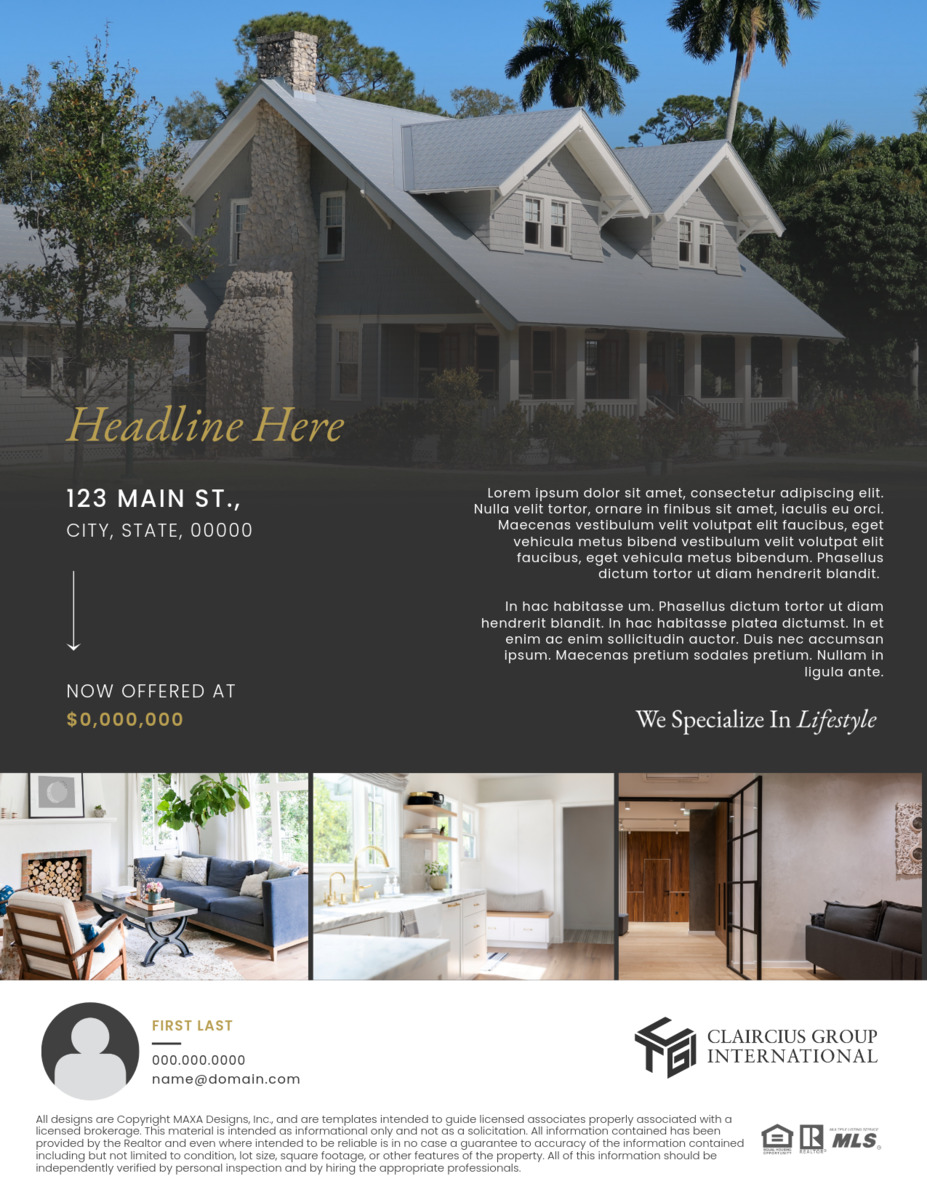 Headline Here
123 MAIN ST.,
CITY, STATE, 00000
NOW OFFERED AT
$0,000,000
Lorem ipsum dolor sit amet, consectetur adipiscing elit.
Nulla velit tortor, ornare in finibus sit amet, iaculis eu orci.
Maecenas vestibulum velit volutpat elit faucibus, eget
vehicula metus bibend vestibulum velit volutpat elit
faucibus, eget vehicula metus bibendum. Phasellus
dictum tortor ut diam hendrerit blandit.
In hac habitasse um. Phasellus dictum tortor ut diam
hendrerit blandit. In hac habitasse platea dictumst. In et
enim ac enim sollicitudin auctor. Duis nec accumsan
ipsum. Maecenas pretium sodales pretium. Nullam in
ligula ante.
We Specialize In Lifestyle
FIRST LAST
000.000.0000
name@domain.com
CLAIRCIUS GROUP
INTERNATIONAL
All designs are Copyright MAXA Designs, Inc., and are templates intended to guide licensed associates properly associated with a
licensed brokerage. This material is intended as informational only and not as a solicitation. All information contained has been
provided by the Realtor and even where intended to be reliable is in no case a guarantee to accuracy of the information contained
including but not limited to condition, lot size, square footage, or other features of the property. All of this information should be
independently verified by personal inspection and by hiring the appropriate professionals.
EQUAL HOUSING
OPPORTUNITY
R
REALTOR®
MULTIPLE LISTING SERVICE
MLS